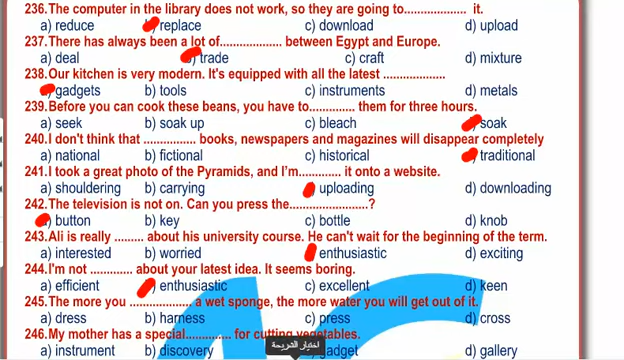 236.The computer in the library does not work, so they are going to.................. it.
a) reduce b) replace c) download d) upload
237.There has always been a lot of.................. between Egypt and Europe.
a) deal b) trade c) craft d) mixture
238.Our kitchen is very modern. It's equipped with all the latest ..................
a) gadgets b) tools c) instruments d) metals
239.Before you can cook these beans, you have to............. them for three hours.
a) seek b) soak up c) bleach d) soak
240.I don't think that ............... books, newspapers and magazines will disappear completely
a) national b) fictional c) historical d) traditional
241.I took a great photo of the Pyramids, and I'm............ it onto a website.
a) shouldering b) carrying c) uploading d) downloading
242.The television is not on. Can you press the......................?
a) button b) key c) bottle d) knob
243.Ali is really ......... about his university course. He can't wait for the beginning of the term.
a) interested b) worried c) enthusiastic d) exciting
244.I'm not ............ about your latest idea. It seems boring.
a) efficient b) enthusiastic c) excellent d) keen
245.The more you .................. a wet sponge, the more water you will get out of it.
a) dress b) harness c) press d) cross
246.My mother has a special............. for cutting vegetables.
a) instrument b) discovery c) gadget d) gallery
اختيار الشريحة